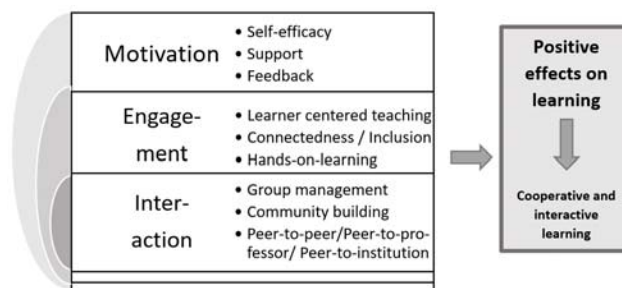 Motivation
• Self-efficacy
• Support
• Feedback
Engage-
ment
• Learner centered teaching
• Connectedness / Inclusion
• Hands-on-learning
Inter-
action
• Group management
• Community building
• Peer-to-peer/Peer-to-pro-
fessor/ Peer-to-institution
Positive
effects on
learning
Cooperative and
interactive
learning